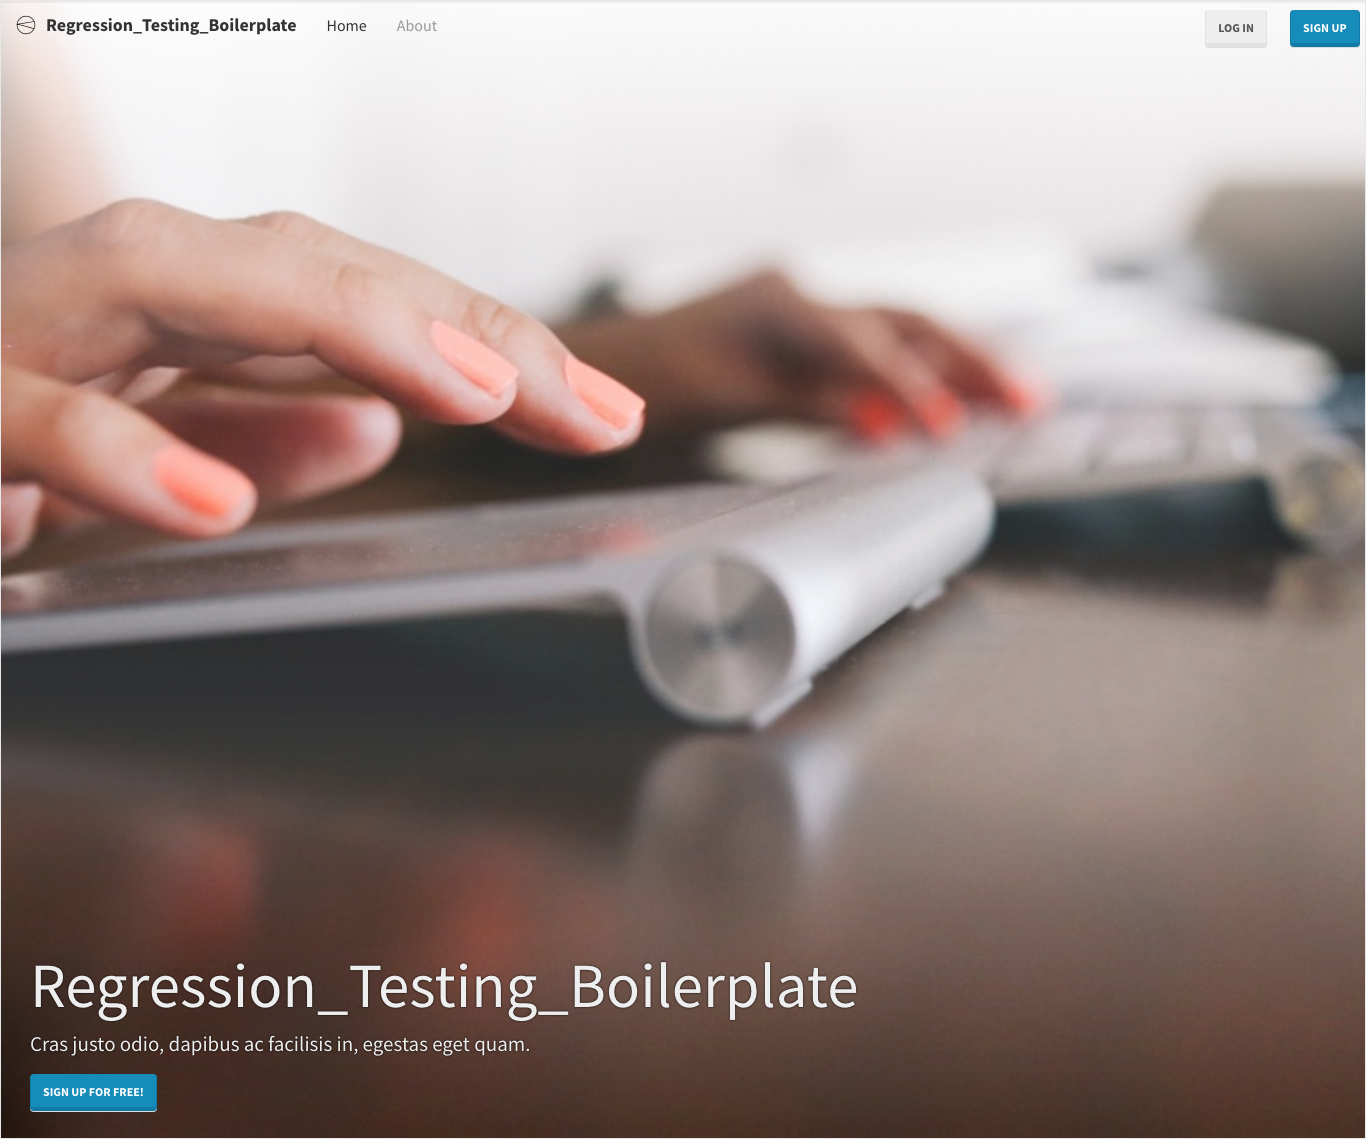 Regression_Testing_Boilerplate Home About LOG IN SIGN UP
Regression_Testing_Boilerplate
Cras justo odio, dapibus ac facilisis in, egestas eget quam.
SIGN UP FOR FREE!